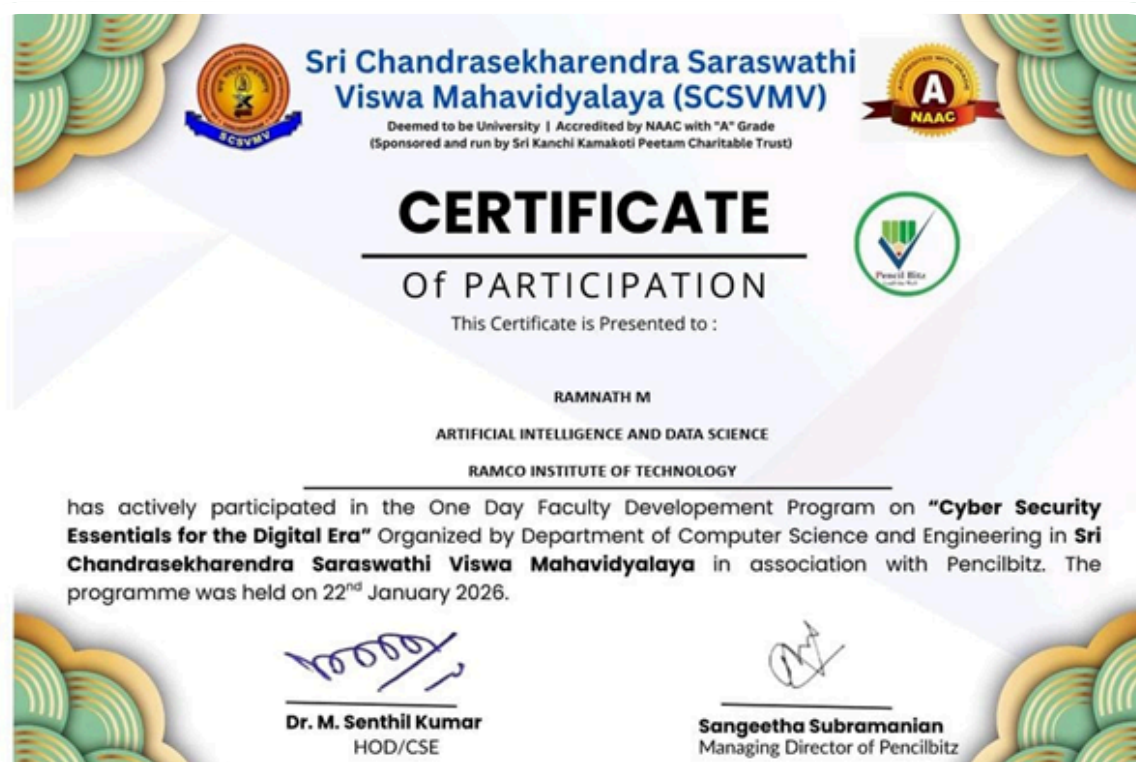 Sri Chandrasekharendra Saraswathi
Viswa Mahavidyalaya (SCSVMV)
Deemed to be University | Accredited by NAAC with "A" Grade
(Sponsored and run by Sri Kanchi Kamakoti Peetam Charitable Trust)
SCSVMV
ACCREDITED WITH GRADE
A
NAAC
CERTIFICATE
Of PARTICIPATION
Pencil Bitz
This Certificate is Presented to :
RAMNATH M
ARTIFICIAL INTELLIGENCE AND DATA SCIENCE
RAMCO INSTITUTE OF TECHNOLOGY
has actively participated in the One Day Faculty Developement Program on “Cyber Security
Essentials for the Digital Era” Organized by Department of Computer Science and Engineering in Sri
Chandrasekharendra Saraswathi Viswa Mahavidyalaya in association with Pencilbitz. The
programme was held on 22nd January 2026.
Dr. M. Senthil Kumar
HOD/CSE
Sangeetha Subramanian
Managing Director of Pencilbitz